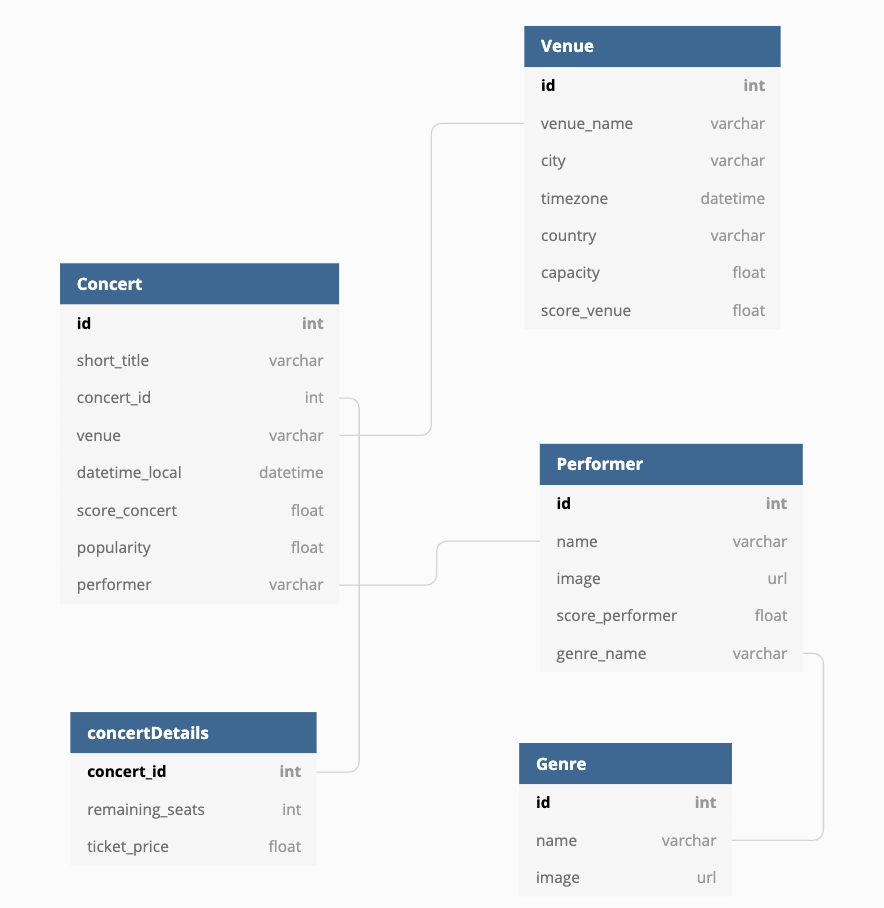 Venue
id int
venue_name varchar
city varchar
timezone datetime
country varchar
capacity float
score_venue float
Concert
id int
short_title varchar
concert_id int
venue varchar
datetime_local datetime
score_concert float
popularity float
performer varchar
Performer
id int
name varchar
image url
score_performer float
genre_name varchar
concertDetails
concert_id int
remaining_seats int
ticket_price float
Genre
id int
name varchar
image url